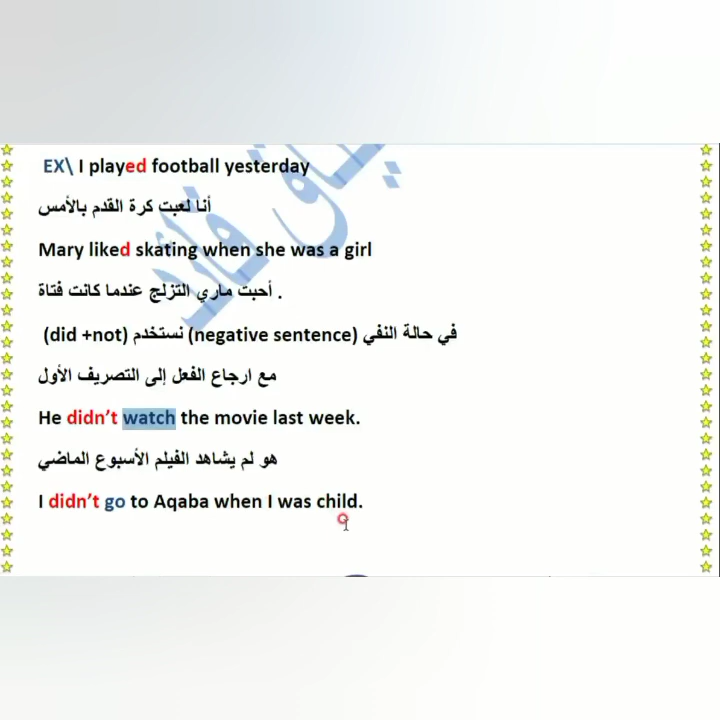 EX\ I played football yesterday
أنا لعبت كرة القدم بالأمس
Mary liked skating when she was a girl
أحبت ماري التزلج عندما كانت فتاة .
في حالة النفي (negative sentence) نستخدم (did +not)
مع ارجاع الفعل إلى التصريف الأول
He didn't watch the movie last week.
هو لم يشاهد الفيلم الأسبوع الماضي
I didn't go to Aqaba when I was child.